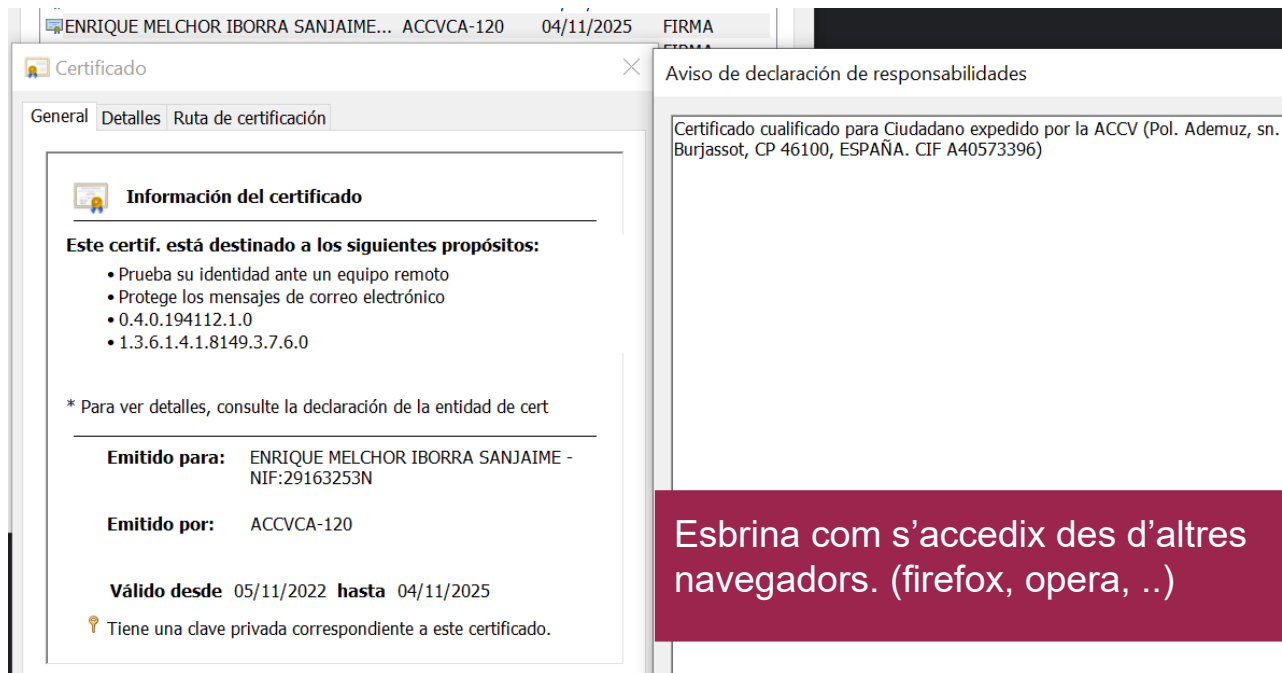 ENRIQUE MELCHOR IBORRA SANJAIME... ACCVCA-120 04/11/2025 FIRMA
FIRMA
Certificado
General Detalles Ruta de certificación
Información del certificado
Este certif. está destinado a los siguientes propósitos:
• Prueba su identidad ante un equipo remoto
• Protege los mensajes de correo electrónico
• 0.4.0.194112.1.0
• 1.3.6.1.4.1.8149.3.7.6.0
* Para ver detalles, consulte la declaración de la entidad de cert
Emitido para: ENRIQUE MELCHOR IBORRA SANJAIME -
NIF:29163253N
Emitido por: ACCVCA-120
Válido desde 05/11/2022 hasta 04/11/2025
Tiene una clave privada correspondiente a este certificado.
Aviso de declaración de responsabilidades
Certificado cualificado para Ciudadano expedido por la ACCV (Pol. Ademuz, sn.
Burjassot, CP 46100, ESPAÑA. CIF A40573396)
Esbrina com s’accedix des d’altres
navegadors. (firefox, opera, ..)